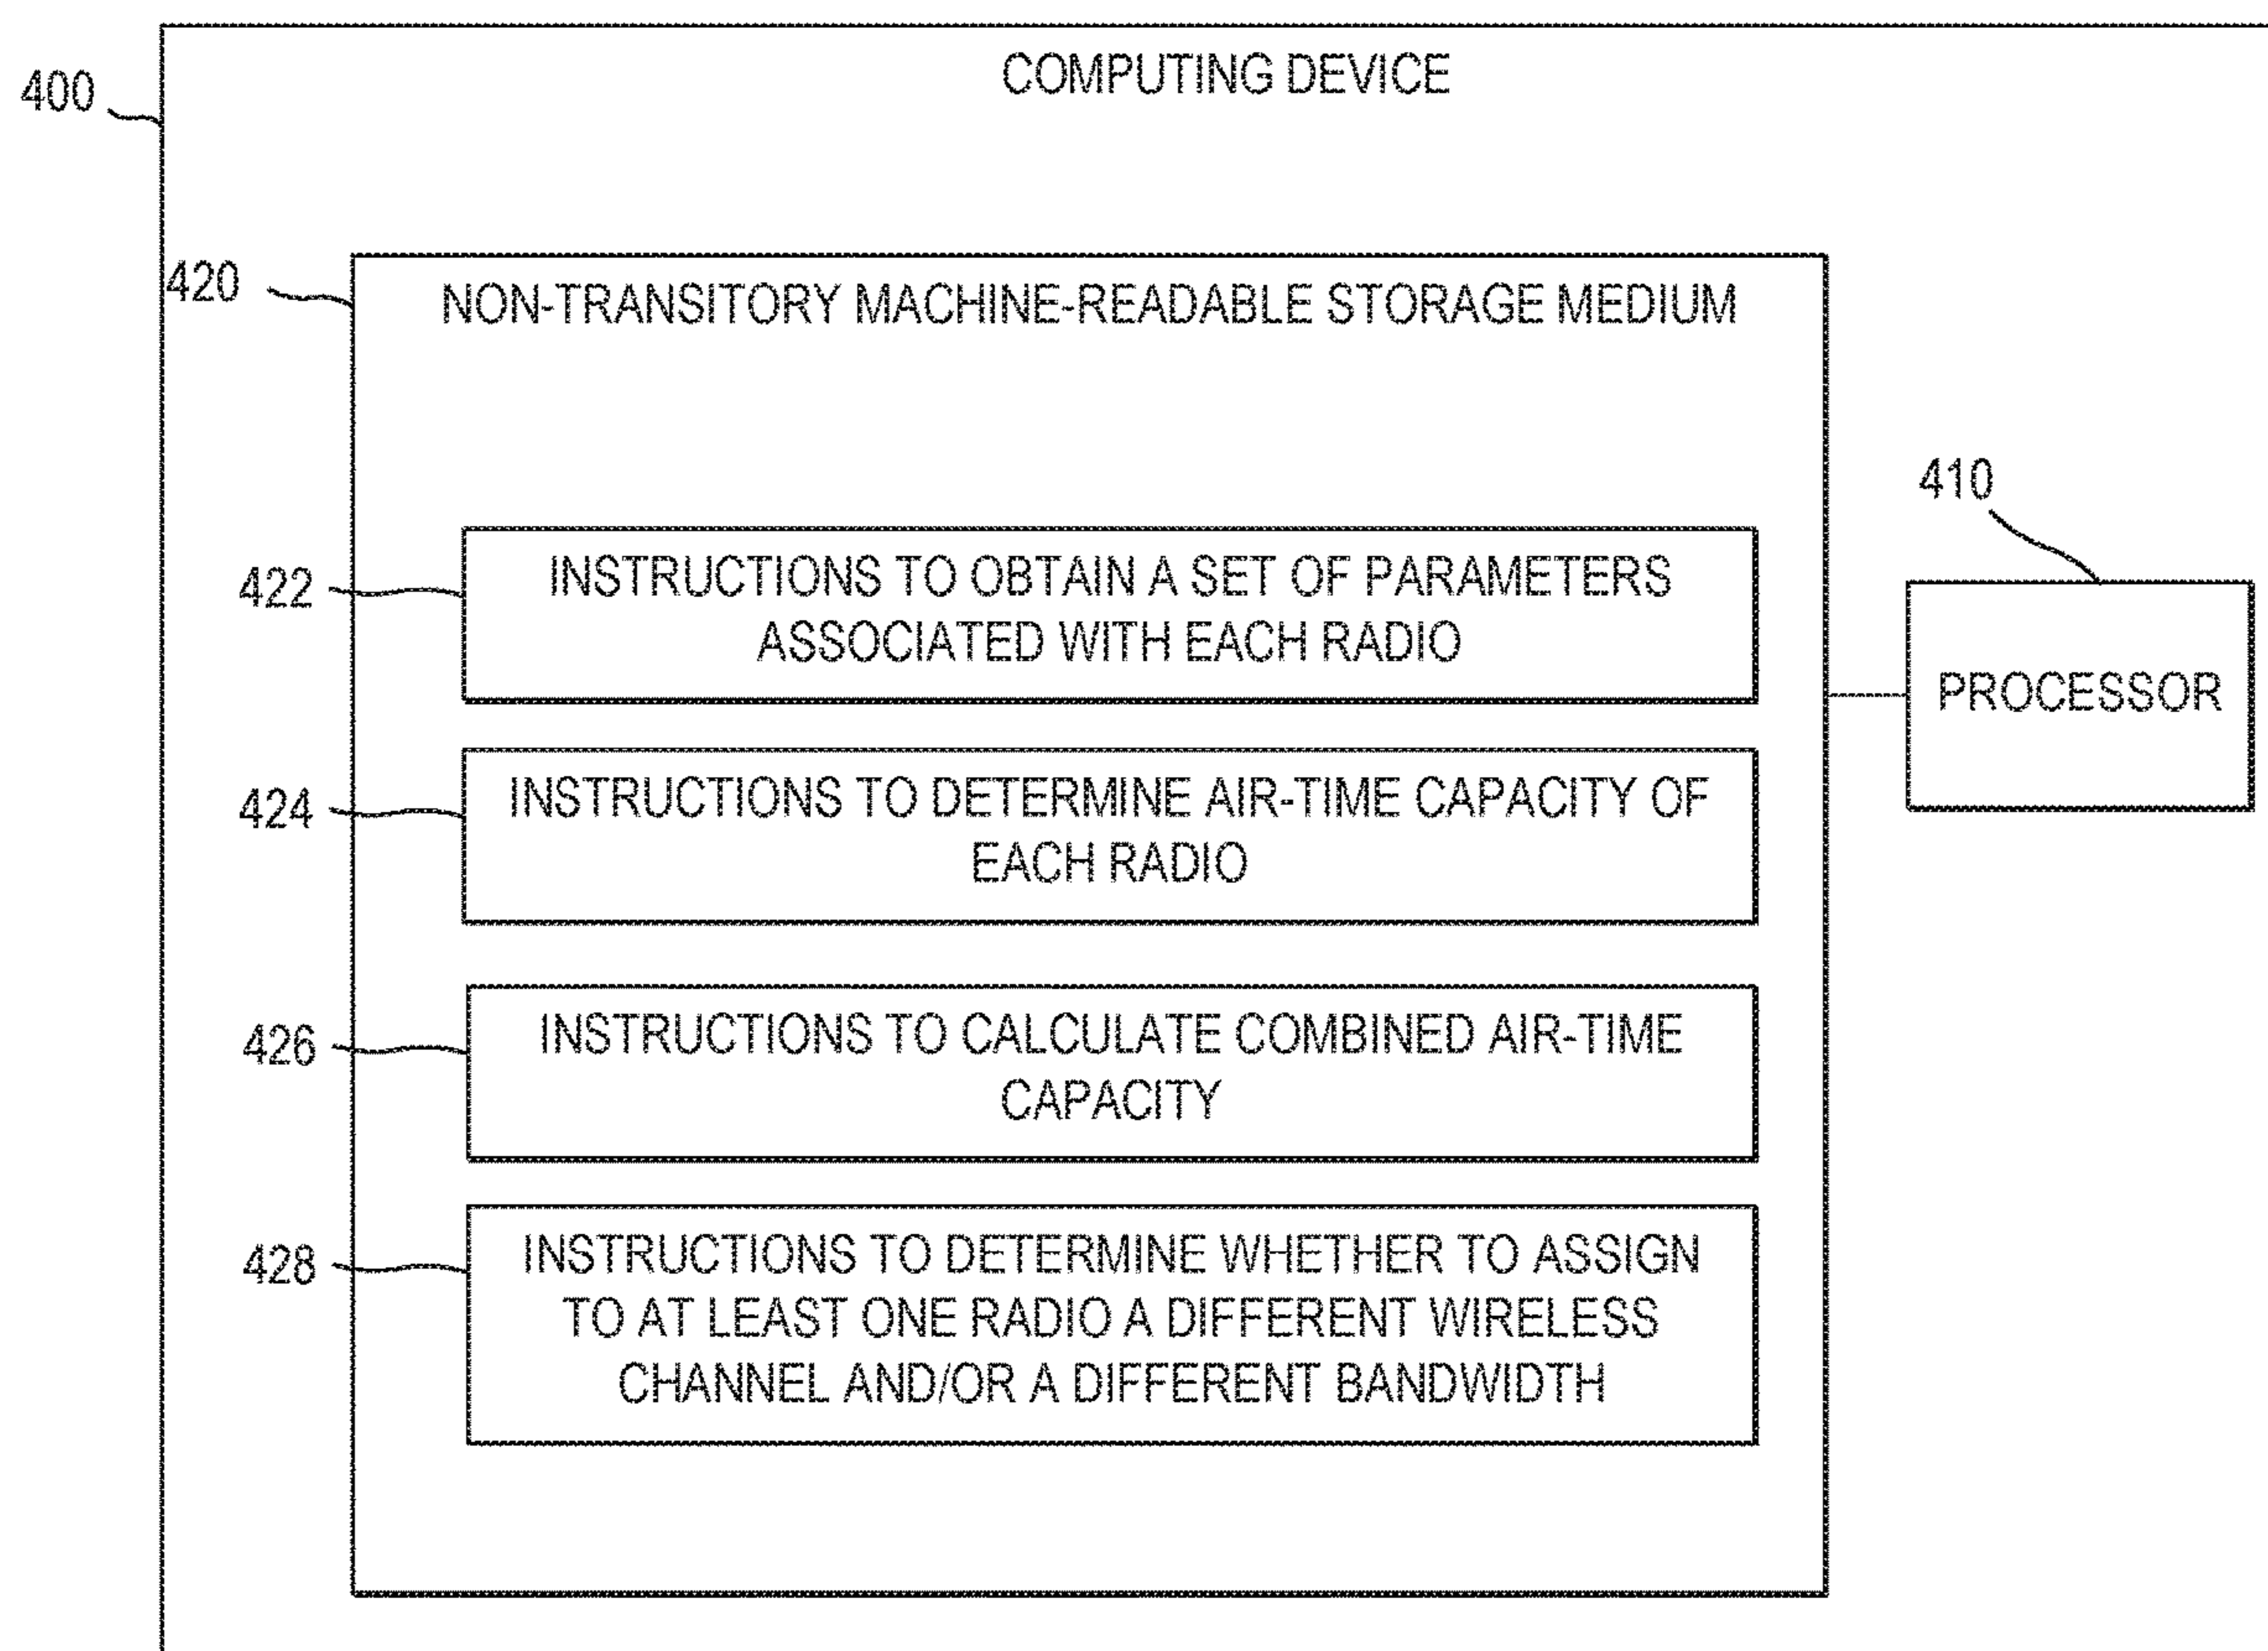 COMPUTING DEVICE
400
420
NON-TRANSITORY MACHINE-READABLE STORAGE MEDIUM
410
422
INSTRUCTIONS TO OBTAIN A SET OF PARAMETERS
ASSOCIATED WITH EACH RADIO
PROCESSOR
424
INSTRUCTIONS TO DETERMINE AIR-TIME CAPACITY OF
EACH RADIO
426
INSTRUCTIONS TO CALCULATE COMBINED AIR-TIME
CAPACITY
428
INSTRUCTIONS TO DETERMINE WHETHER TO ASSIGN
TO AT LEAST ONE RADIO A DIFFERENT WIRELESS
CHANNEL AND/OR A DIFFERENT BANDWIDTH